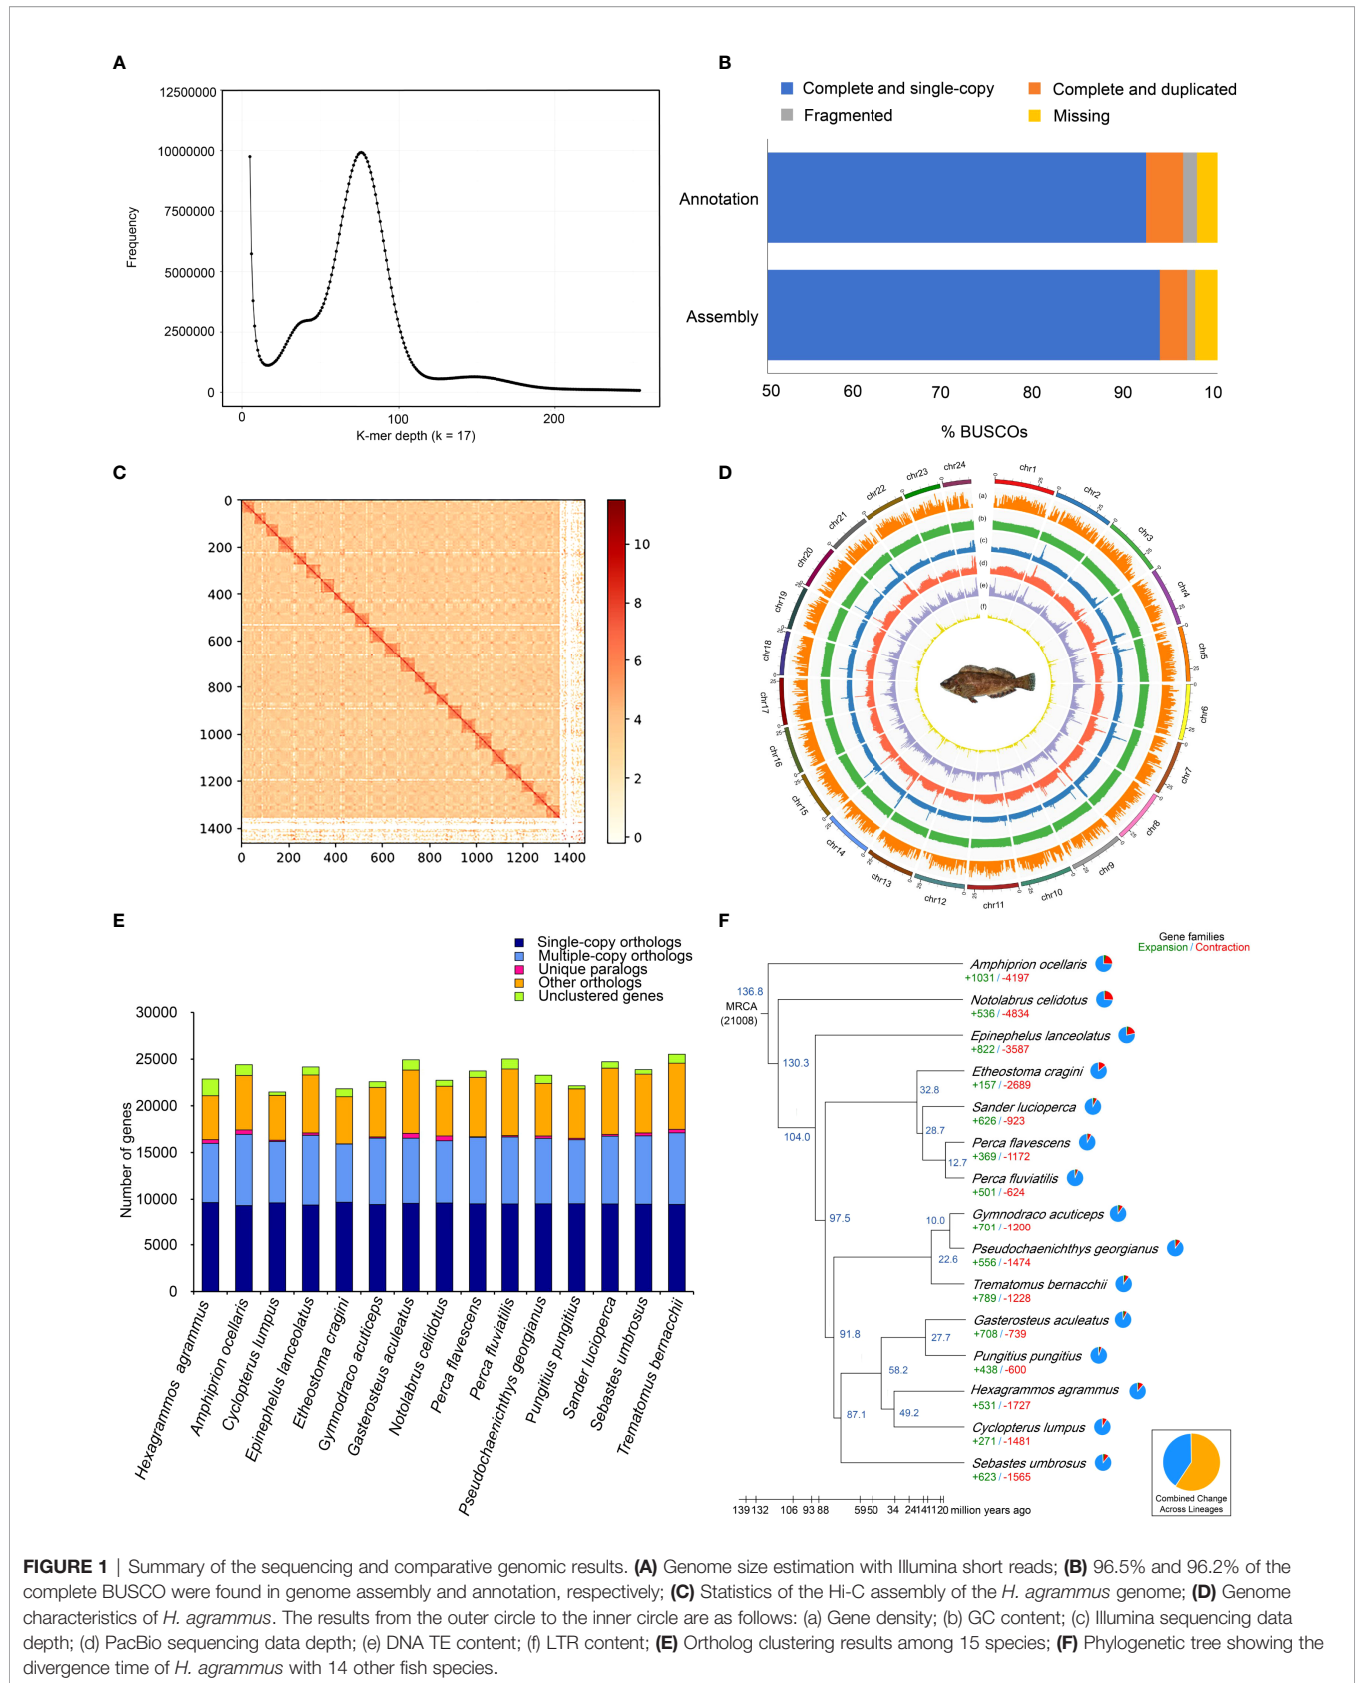 A
12500000
10000000
7500000
5000000
2500000
0
Frequency
0
100
200
K-mer depth (k = 17)
B
Complete and single-copy
Complete and duplicated
Fragmented
Missing
Annotation
Assembly
50
60
70
80
90
10
% BUSCOs
C
0
200
400
600
800
1000
1200
1400
0 200 400 600 800 1000 1200 1400
10
8
6
4
2
0
D
chr1
chr2
chr3
chr4
chr5
chr6
chr7
chr8
chr9
chr10
chr11
chr12
chr13
chr14
chr15
chr16
chr17
chr18
chr19
chr20
chr21
chr22
chr23
chr24
(a)
(b)
(c)
(d)
(e)
(f)
E
Single-copy orthologs
Multiple-copy orthologs
Unique paralogs
Other orthologs
Unclustered genes
30000
25000
20000
15000
10000
5000
0
Number of genes
Hexagrammos agrammus
Amphiprion ocellaris
Cyclopterus lumpus
Epinephelus lanceolatus
Etheostoma cragini
Gymnodraco acuticeps
Gasterosteus aculeatus
Notolabrus celidotus
Perca flavescens
Perca fluviatilis
Pseudochaenichthys georgianus
Pungitius pungitius
Sander lucioperca
Sebastes umbrosus
Trematomus bernacchii
F
Gene families
Expansion / Contraction
Amphiprion ocellaris
+1031 / -4197
136.8
MRCA
(21008)
Notolabrus celidotus
+536 / -4834
Epinephelus lanceolatus
+822 / -3587
130.3
Etheostoma cragini
+157 / -2689
32.8
Sander lucioperca
+626 / -923
28.7
104.0
Perca flavescens
+369 / -1172
12.7
Perca fluviatilis
+501 / -624
97.5
Gymnodraco acuticeps
+701 / -1200
10.0
Pseudochaenichthys georgianus
+556 / -1474
22.6
Trematomus bernacchii
+789 / -1228
Gasterosteus aculeatus
+708 / -739
91.8
27.7
Pungitius pungitius
+438 / -600
58.2
Hexagrammos agrammus
+531 / -1727
87.1
49.2
Cyclopterus lumpus
+271 / -1481
Sebastes umbrosus
+623 / -1565
Combined Change
Across Lineages
139 132 106 93 88 59 50 34 24 14 11 2 0 million years ago
FIGURE 1 | Summary of the sequencing and comparative genomic results. (A) Genome size estimation with Illumina short reads; (B) 96.5% and 96.2% of the
complete BUSCO were found in genome assembly and annotation, respectively; (C) Statistics of the Hi-C assembly of the H. agrammus genome; (D) Genome
characteristics of H. agrammus. The results from the outer circle to the inner circle are as follows: (a) Gene density; (b) GC content; (c) Illumina sequencing data
depth; (d) PacBio sequencing data depth; (e) DNA TE content; (f) LTR content; (E) Ortholog clustering results among 15 species; (F) Phylogenetic tree showing the
divergence time of H. agrammus with 14 other fish species.